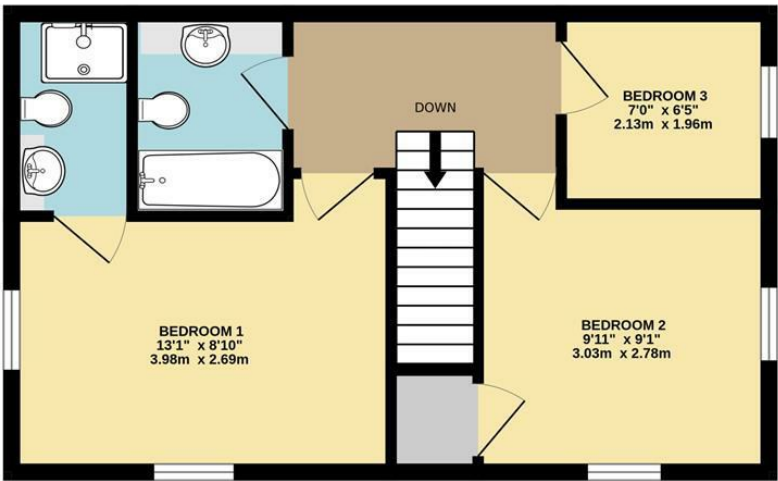 DOWN
BEDROOM 3
7'0" x 6'5"
2.13m x 1.96m
BEDROOM 1
13'1" x 8'10"
3.98m x 2.69m
BEDROOM 2
9'11" x 9'1"
3.03m x 2.78m